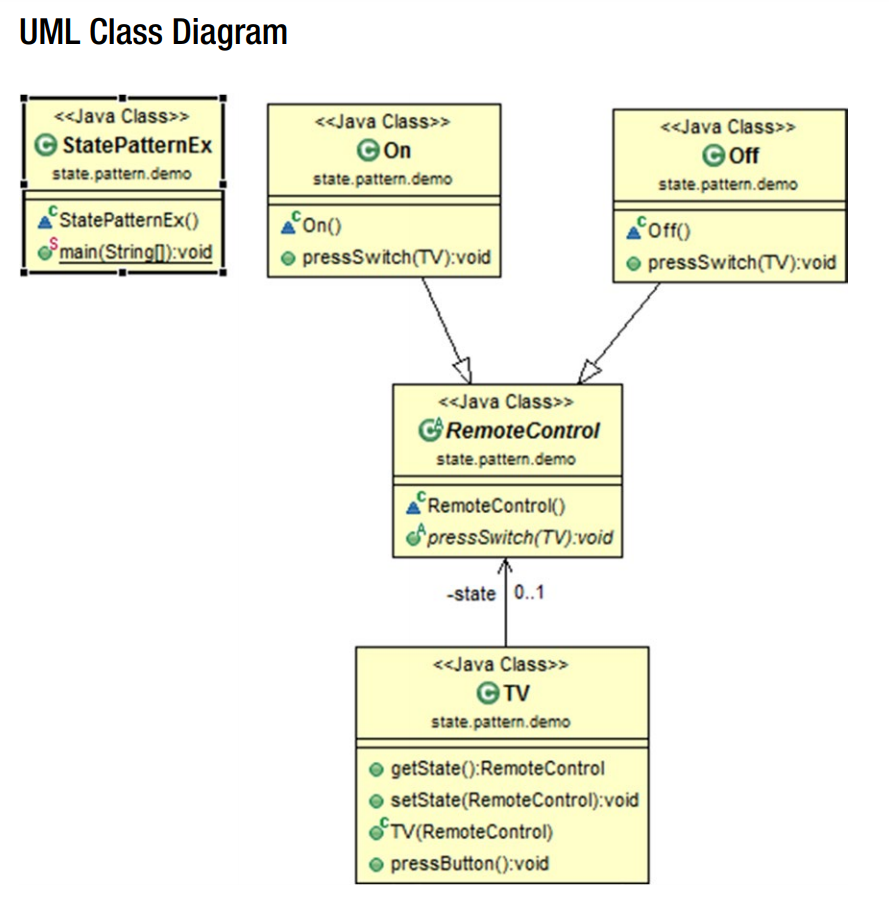 UML Class Diagram
<<Java Class>>
StatePatternEx
state.pattern.demo
StatePatternEx()
main(String[]):void
<<Java Class>>
On
state.pattern.demo
On()
pressSwitch(TV):void
<<Java Class>>
Off
state.pattern.demo
Off()
pressSwitch(TV):void
<<Java Class>>
RemoteControl
state.pattern.demo
RemoteControl()
pressSwitch(TV):void
-state 0..1
<<Java Class>>
TV
state.pattern.demo
getState():RemoteControl
setState(RemoteControl):void
TV(RemoteControl)
pressButton():void